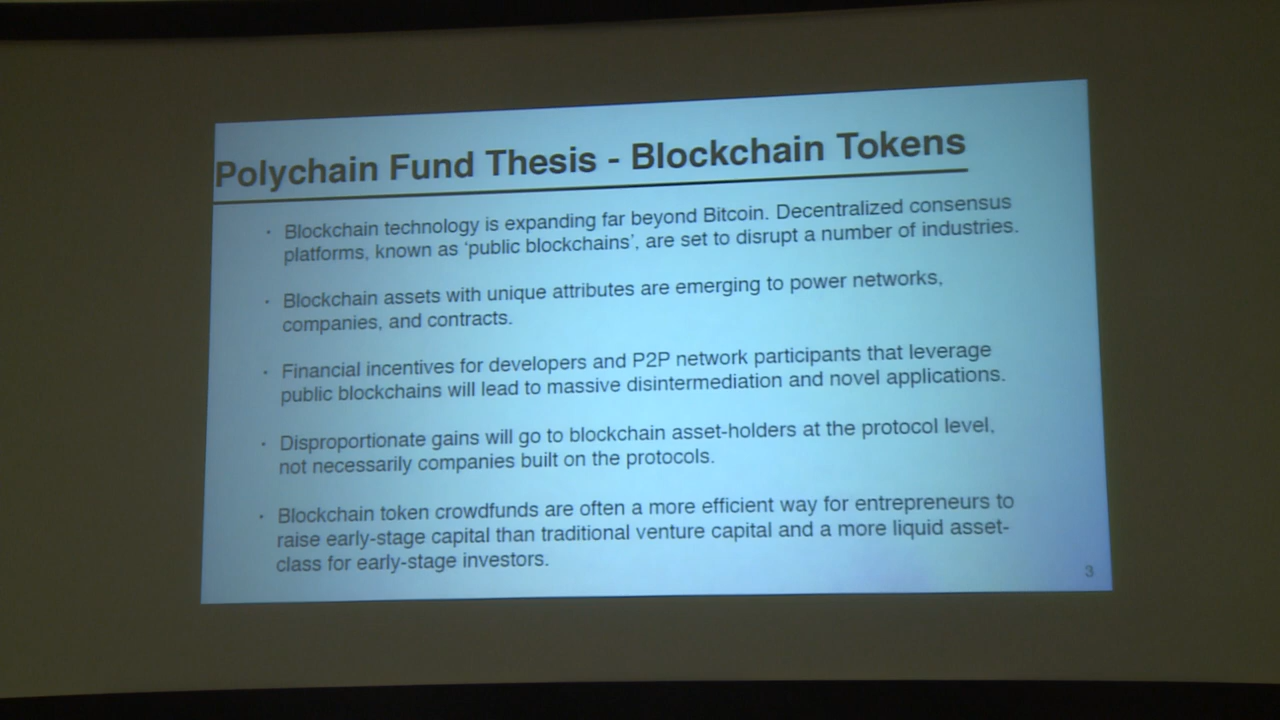 Polychain Fund Thesis - Blockchain Tokens
· Blockchain technology is expanding far beyond Bitcoin. Decentralized consensus
platforms, known as ‘public blockchains’, are set to disrupt a number of industries.
· Blockchain assets with unique attributes are emerging to power networks,
companies, and contracts.
· Financial incentives for developers and P2P network participants that leverage
public blockchains will lead to massive disintermediation and novel applications.
· Disproportionate gains will go to blockchain asset-holders at the protocol level,
not necessarily companies built on the protocols.
· Blockchain token crowdfunds are often a more efficient way for entrepreneurs to
raise early-stage capital than traditional venture capital and a more liquid asset-
class for early-stage investors.
3